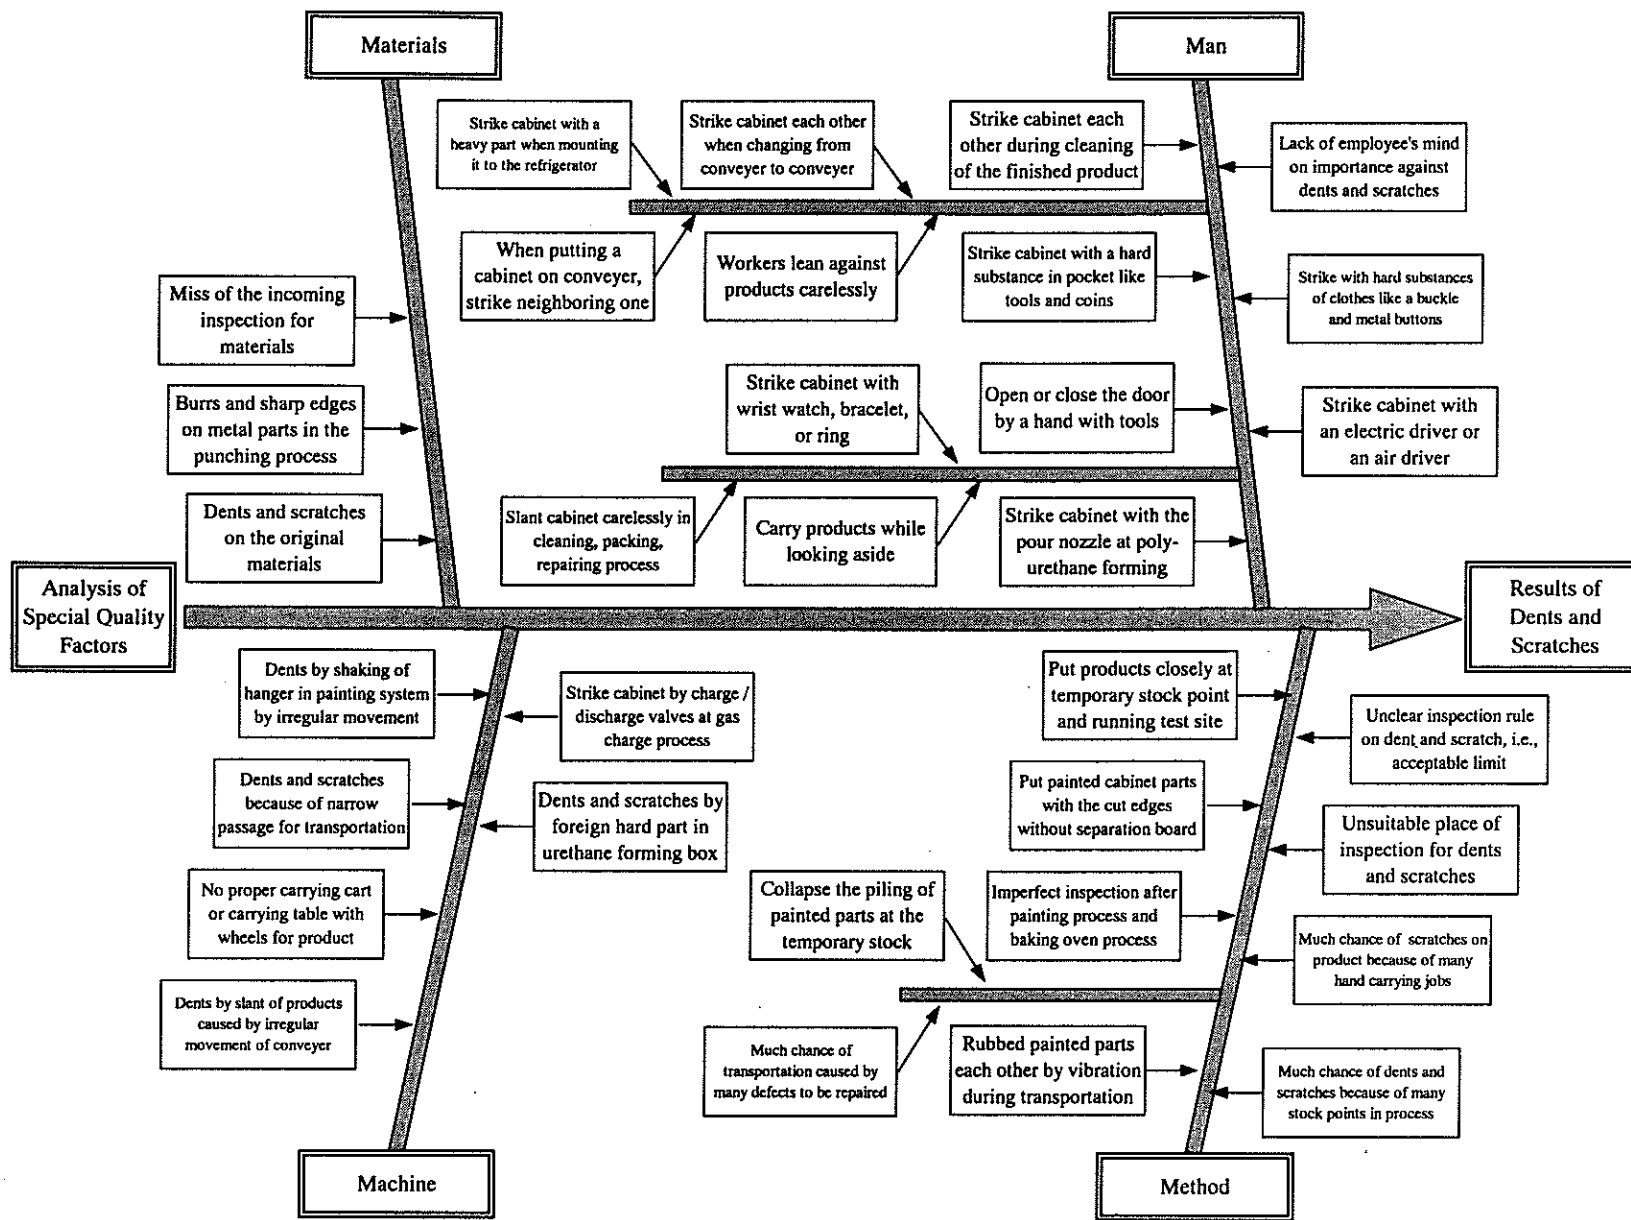 Materials
Man
Strike cabinet with a
heavy part when mounting
it to the refrigerator
Strike cabinet each other
when changing from
conveyer to conveyer
Strike cabinet each
other during cleaning
of the finished product
Lack of employee's mind
on importance against
dents and scratches
When putting a
cabinet on conveyer,
strike neighboring one
Workers lean against
products carelessly
Strike cabinet with a hard
substance in pocket like
tools and coins
Strike with hard substances
of clothes like a buckle
and metal buttons
Miss of the incoming
inspection for
materials
Burrs and sharp edges
on metal parts in the
punching process
Strike cabinet with
wrist watch, bracelet,
or ring
Open or close the door
by a hand with tools
Strike cabinet with
an electric driver or
an air driver
Dents and scratches
on the original
materials
Slant cabinet carelessly in
cleaning, packing,
repairing process
Carry products while
looking aside
Strike cabinet with the
pour nozzle at poly-
urethane forming
Analysis of
Special Quality
Factors
Results of
Dents and
Scratches
Dents by shaking of
hanger in painting system
by irregular movement
Strike cabinet by charge /
discharge valves at gas
charge process
Put products closely at
temporary stock point
and running test site
Unclear inspection rule
on dent and scratch, i.e.,
acceptable limit
Dents and scratches
because of narrow
passage for transportation
Dents and scratches by
foreign hard part in
urethane forming box
Put painted cabinet parts
with the cut edges
without separation board
Unsuitable place of
inspection for dents
and scratches
No proper carrying cart
or carrying table with
wheels for product
Collapse the piling of
painted parts at the
temporary stock
Imperfect inspection after
painting process and
baking oven process
Much chance of scratches on
product because of many
hand carrying jobs
Dents by slant of products
caused by irregular
movement of conveyer
Much chance of
transportation caused by
many defects to be repaired
Rubbed painted parts
each other by vibration
during transportation
Much chance of dents and
scratches because of many
stock points in process
Machine
Method